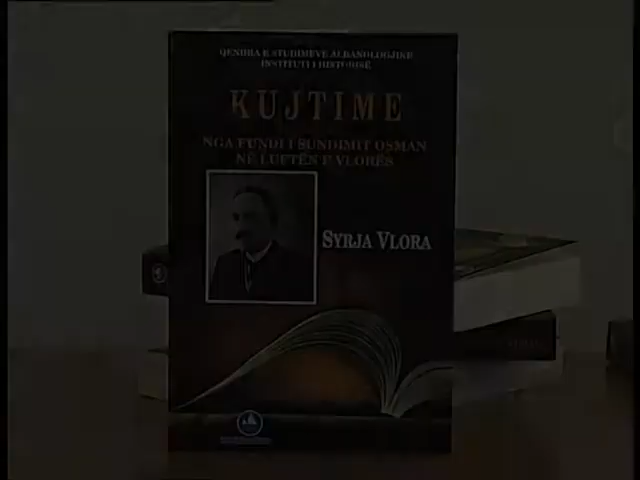 QENDRA E STUDIMEVE ALBANOLOGJIKE
INSTITUTI I HISTORISË
KUJTIME
NGA FUNDI I SUNDIMIT OSMAN
NË LUFTËN E VLORËS
SYRJA VLORA